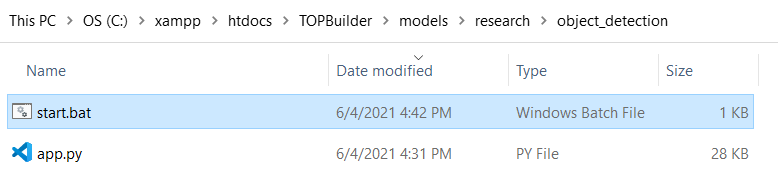 This PC > OS (C:) > xampp > htdocs > TOPBuilder > models > research > object_detection
Name Date modified Type Size
start.bat 6/4/2021 4:42 PM Windows Batch File 1 KB
app.py 6/4/2021 4:31 PM PY File 28 KB